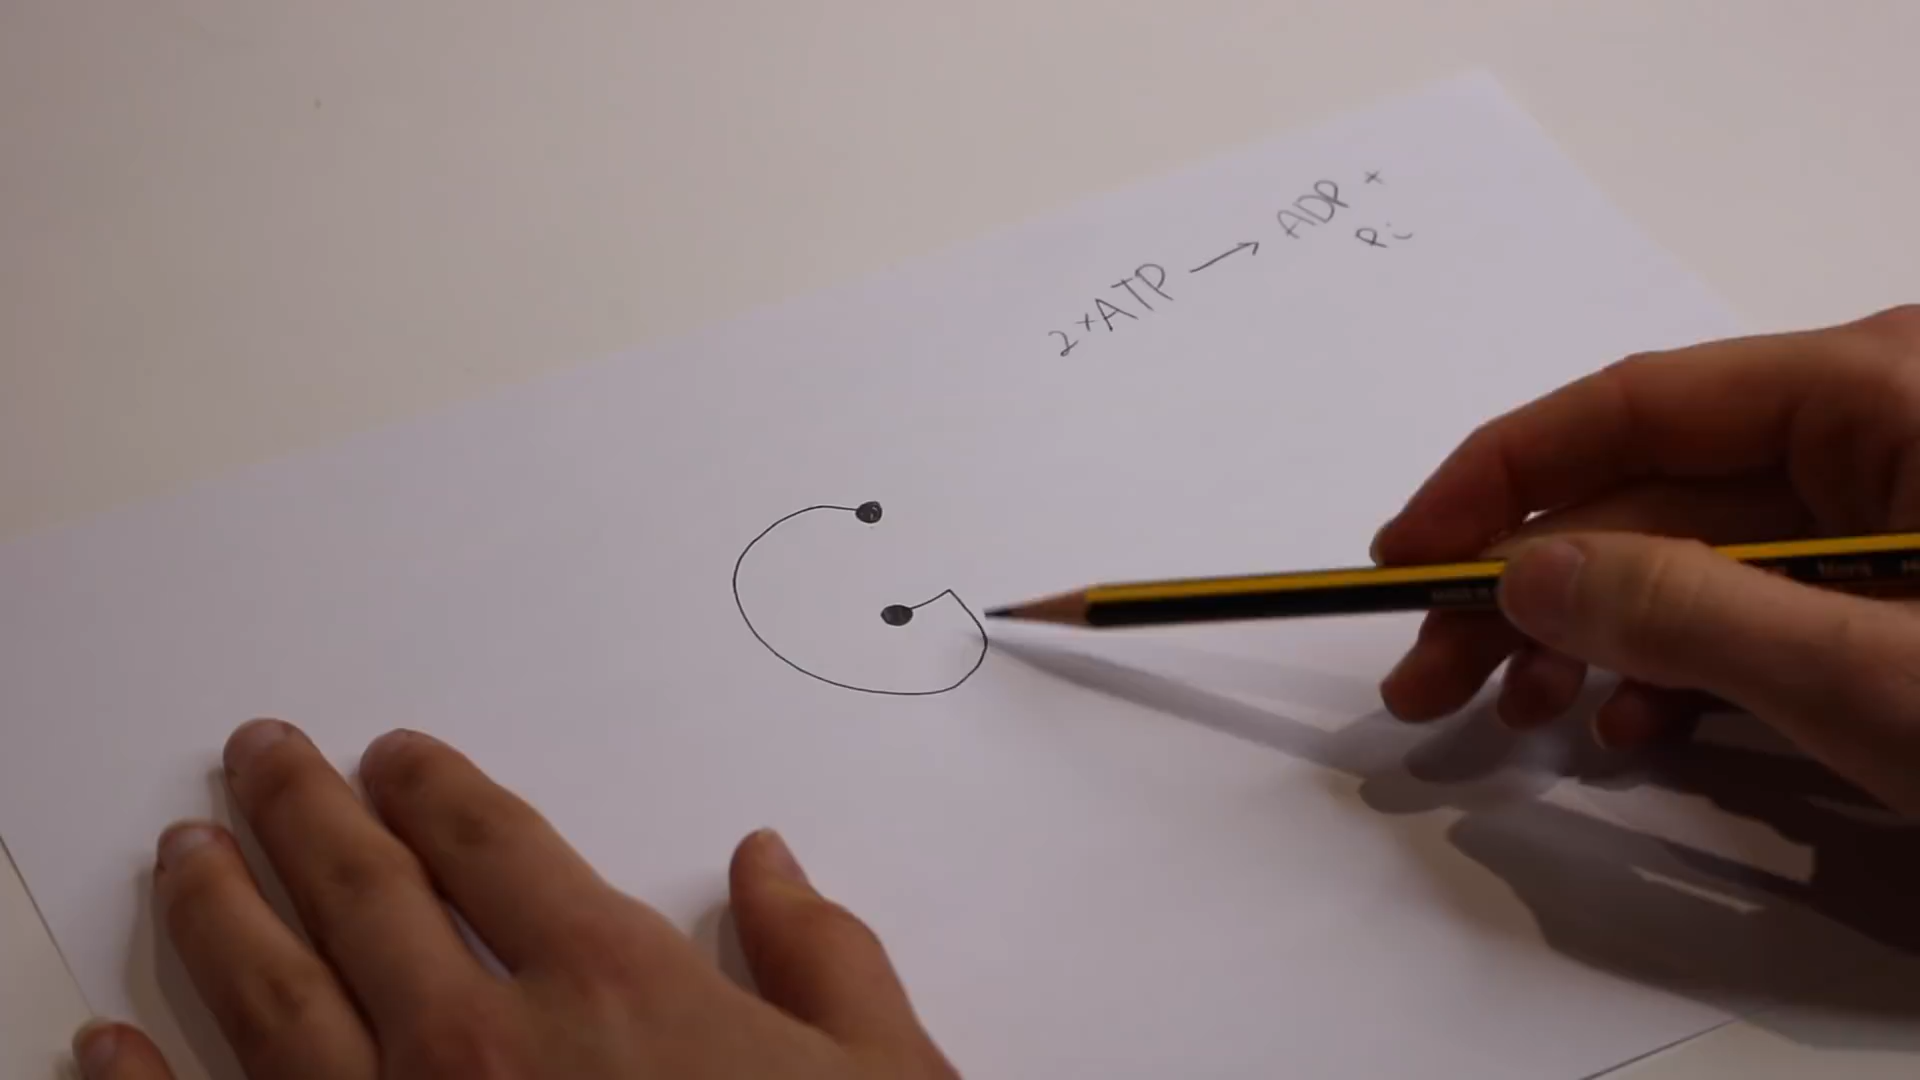 2×ATP → ADP +
Pi